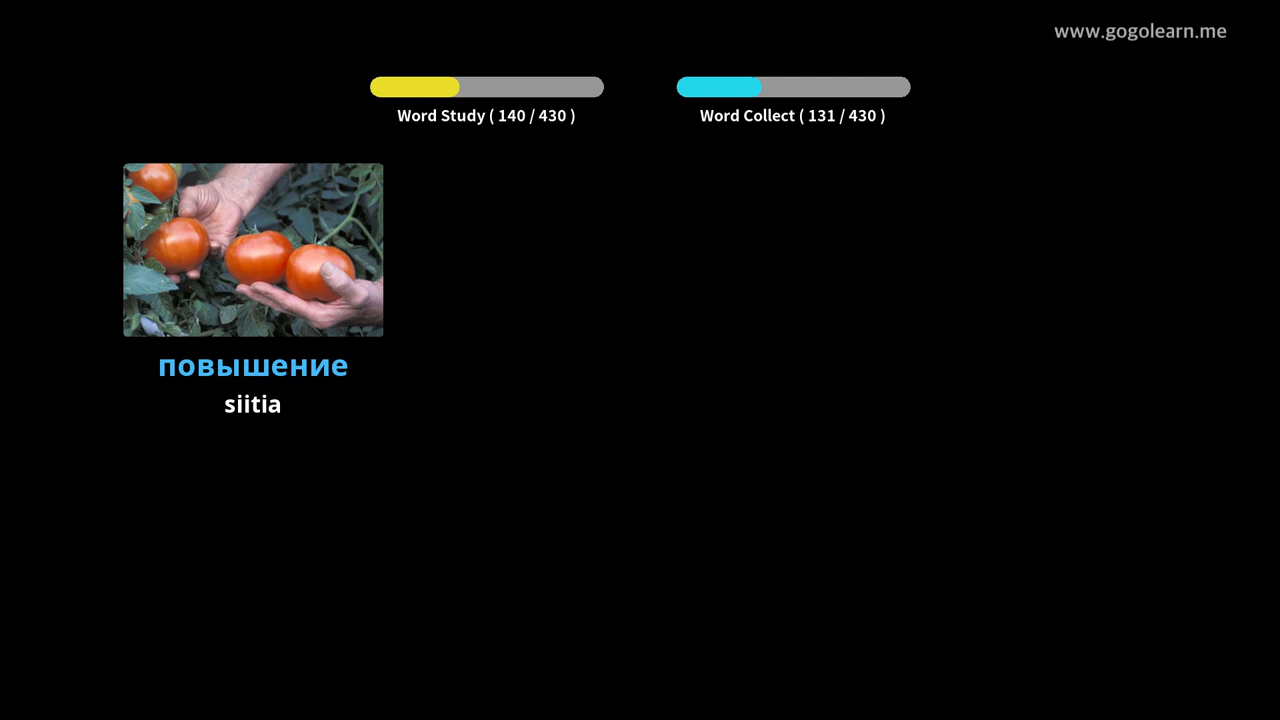 www.gogolearn.me
Word Study ( 140 / 430 )
Word Collect ( 131 / 430 )
повышение
siitia